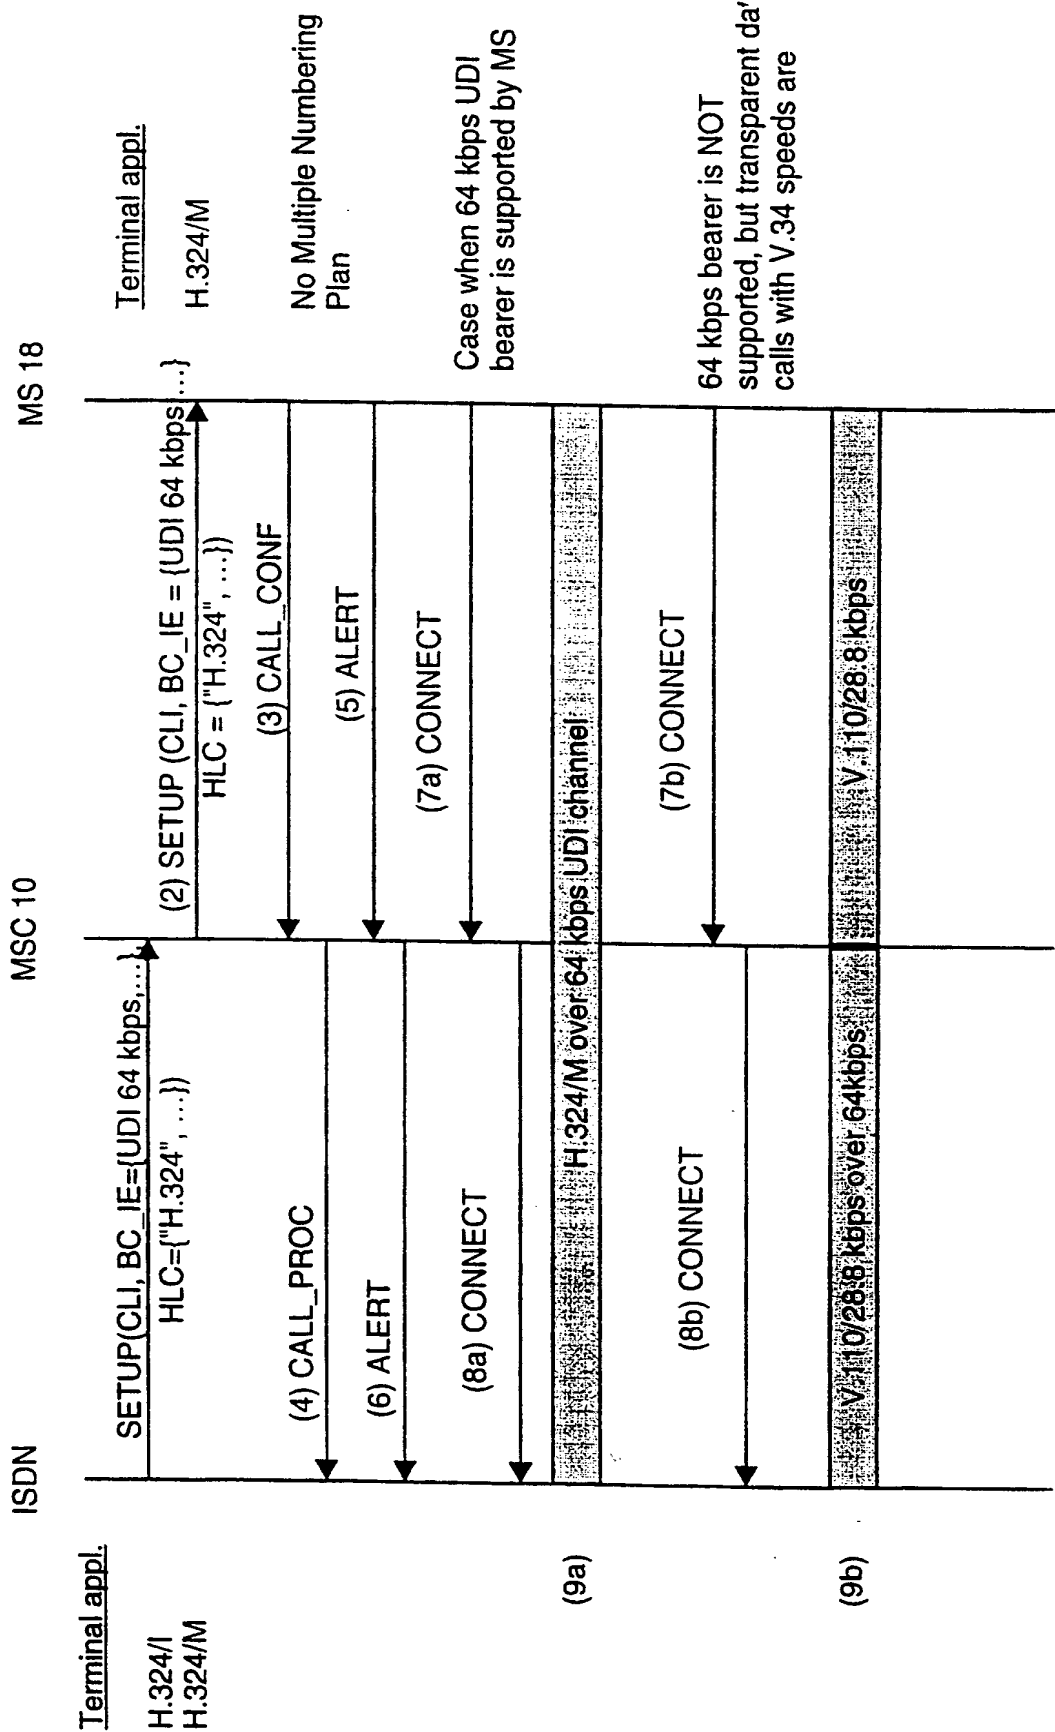 ISDN
MSC 10
MS 18
Terminal appl.
H.324/I
H.324/M
Terminal appl.
H.324/M
SETUP(CLI, BC_IE={UDI 64 kbps,...}
HLC={"H.324", ...})
(2) SETUP (CLI, BC_IE = {UDI 64 kbps,...}
HLC = {"H.324", ...})
No Multiple Numbering
Plan
(3) CALL_CONF
(4) CALL_PROC
(5) ALERT
(6) ALERT
(7a) CONNECT
Case when 64 kbps UDI
bearer is supported by MS
(8a) CONNECT
(9a)
H.324/M over 64 kbps UDI channel
(7b) CONNECT
64 kbps bearer is NOT
supported, but transparent da
calls with V.34 speeds are
(8b) CONNECT
(9b)
V.110/28.8 kbps over 64kbps
V.110/28.8 kbps